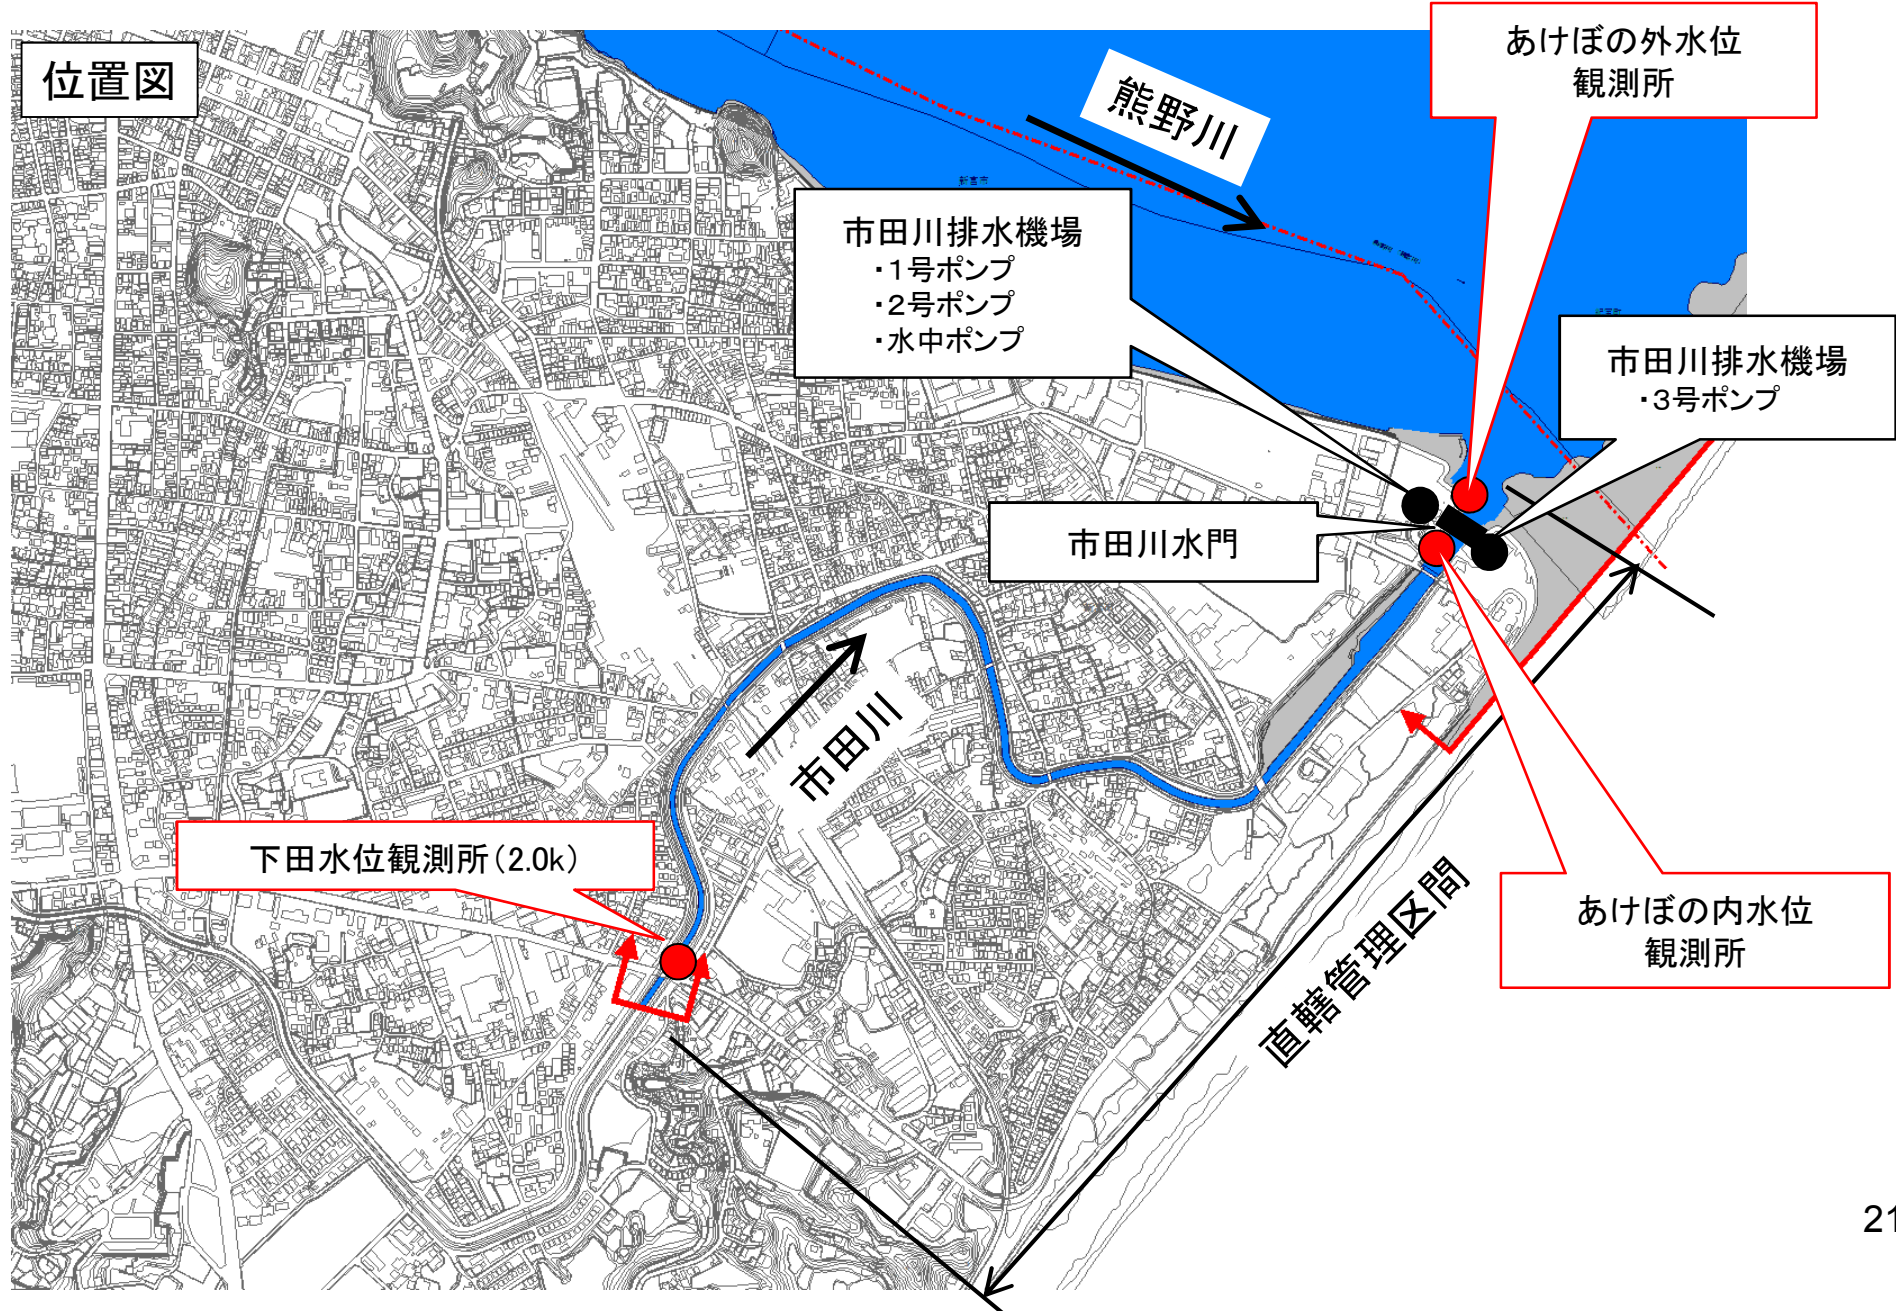 位置図
あけぼの外水位
観測所
熊野川
新宮市
市田川排水機場
・1号ポンプ
・2号ポンプ
・水中ポンプ
市田川排水機場
・3号ポンプ
市田川水門
市田川
下田水位観測所(2.0k)
あけぼの内水位
観測所
直轄管理区間
21